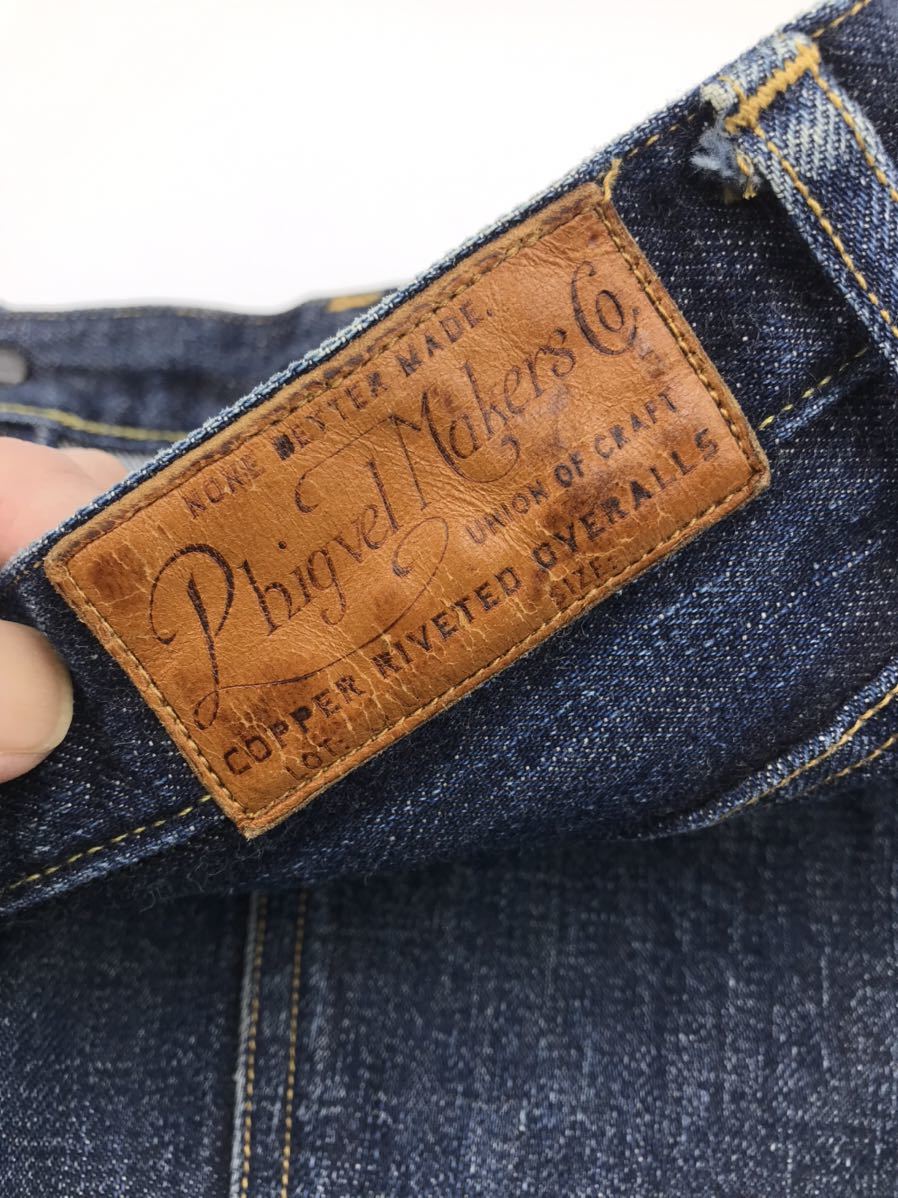 NONE BETTER MADE.
Phigvel Makers Co
UNION OF CRAFT
COPPER RIVETED OVERALLS
LOT: SIZE: